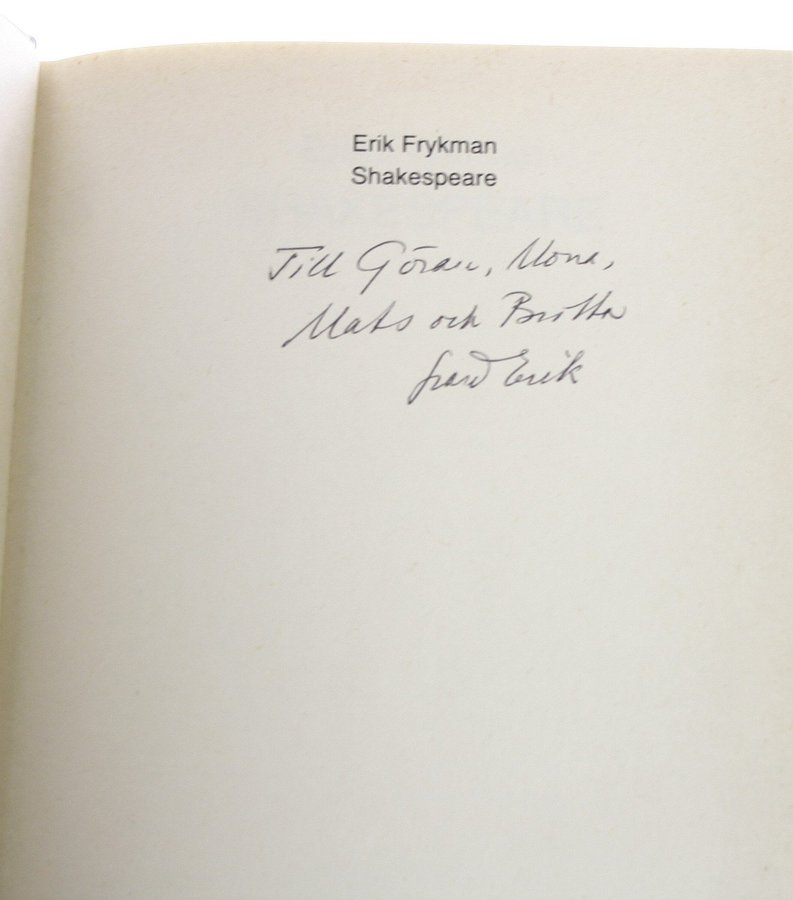 Erik Frykman
Shakespeare
Till Göran, Mona,
Mats och Britta
från Erik